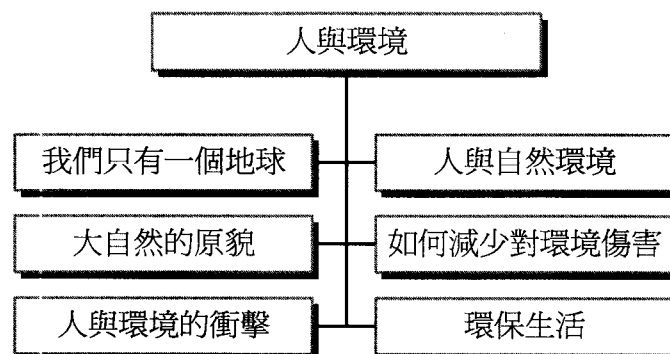 人與環境
我們只有一個地球
人與自然環境
大自然的原貌
如何減少對環境傷害
人與環境的衝擊
環保生活